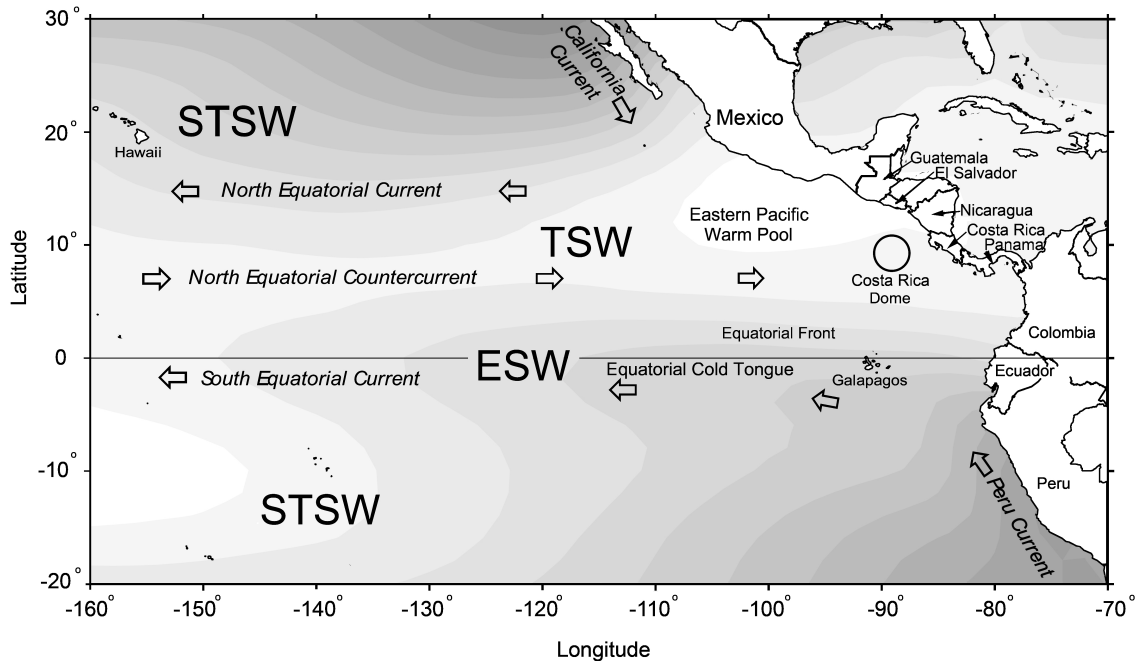 30°
20°
10°
0
-10°
-20°
Latitude
-160
-150°
-140°
-130°
-120°
-110°
-100°
-90°
-80°
-70°
Longitude
California
Current
STSW
Hawaii
Mexico
Guatemala
El Salvador
North Equatorial Current
Nicaragua
Eastern Pacific
Warm Pool
TSW
Costa Rica
Panama
North Equatorial Countercurrent
Costa Rica
Dome
Equatorial Front
Colombia
ESW
South Equatorial Current
Equatorial Cold Tongue
Galapagos
Ecuador
STSW
Peru
Peru Current